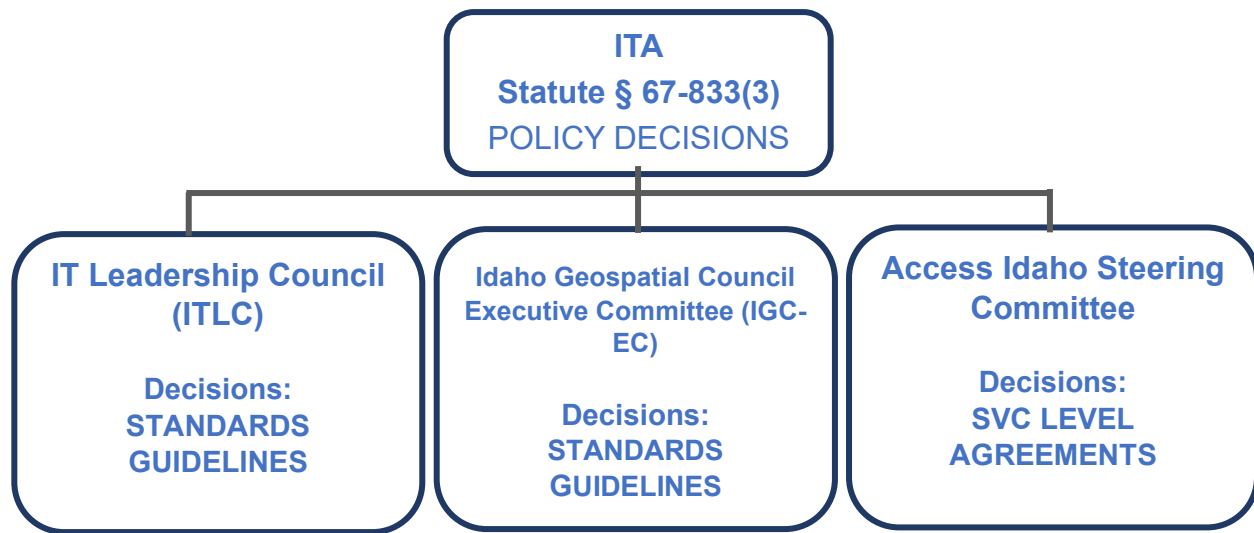 ITA
Statute § 67-833(3)
POLICY DECISIONS
IT Leadership Council
(ITLC)
Decisions:
STANDARDS
GUIDELINES
Idaho Geospatial Council
Executive Committee (IGC-
EC)
Decisions:
STANDARDS
GUIDELINES
Access Idaho Steering
Committee
Decisions:
SVC LEVEL
AGREEMENTS